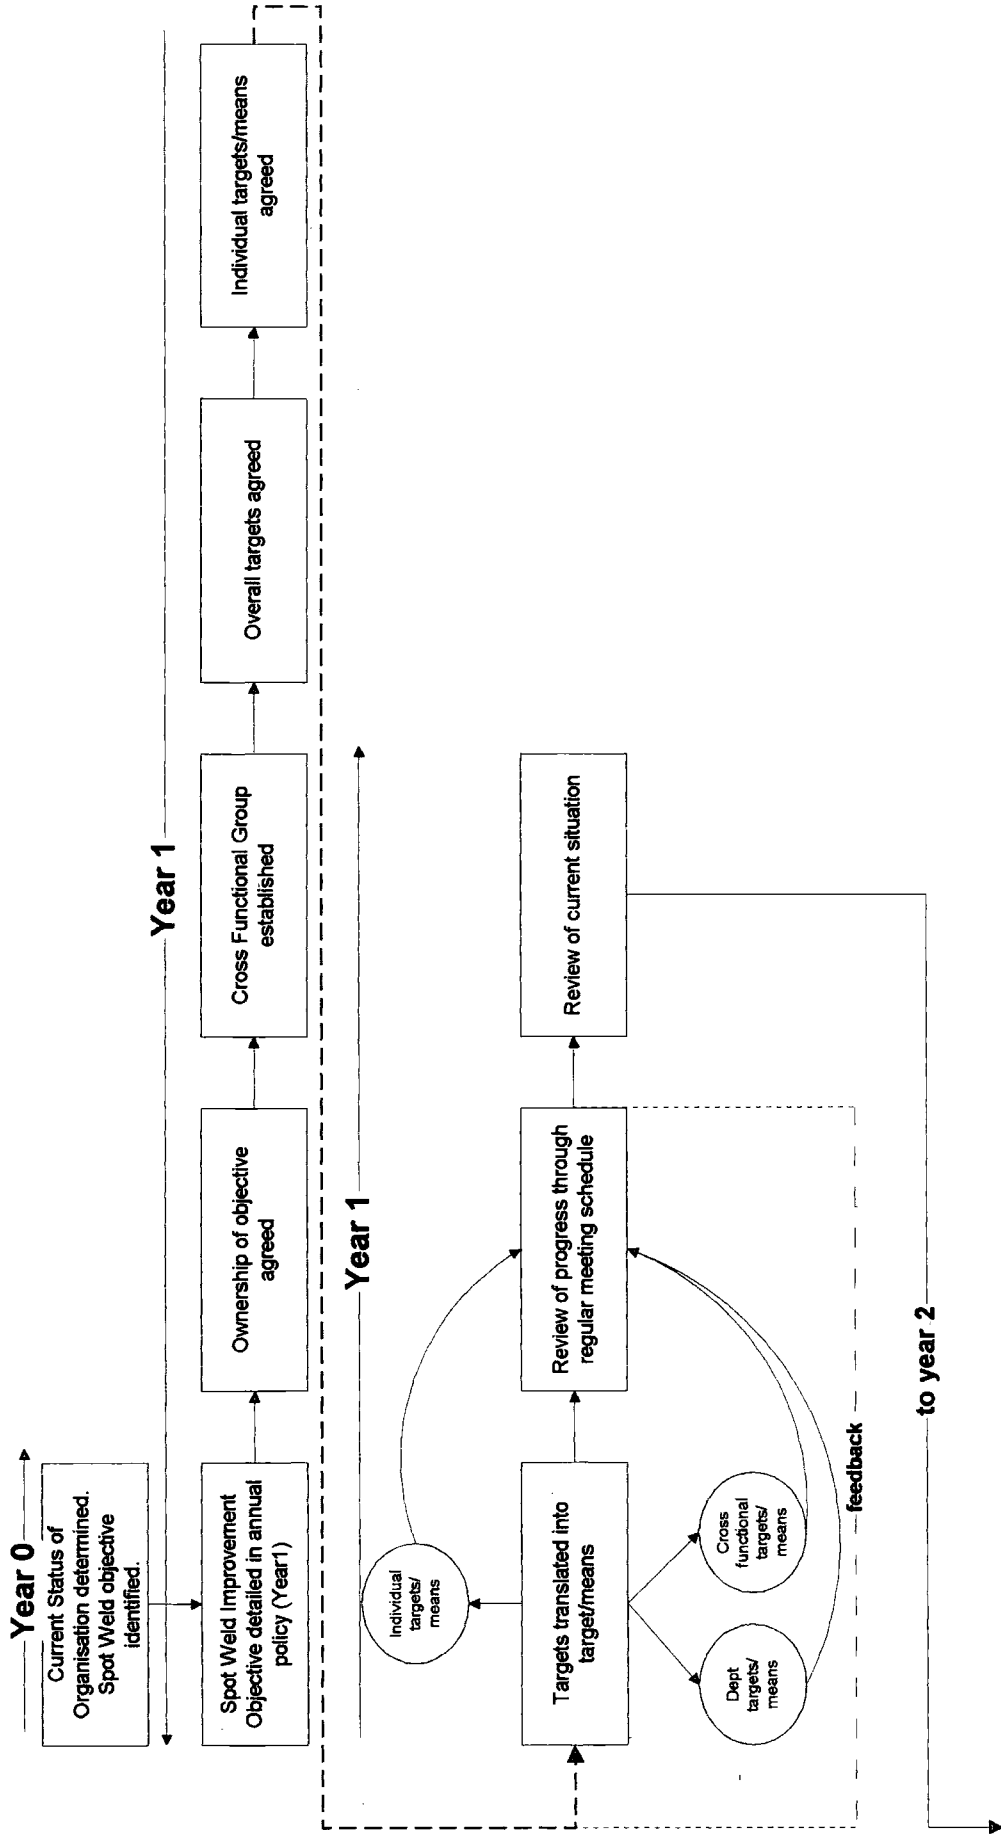 Year 0
Current Status of
Organisation determined.
Spot Weld objective
identified.
Year 1
Spot Weld Improvement
Objective detailed in annual
policy (Year1)
Ownership of objective
agreed
Cross Functional Group
established
Overall targets agreed
Individual targets/means
agreed
Year 1
Individual
targets/
means
Targets translated into
target/means
Review of progress through
regular meeting schedule
Review of current situation
Dept
targets/
means
Cross
functional
targets/
means
feedback
to year 2